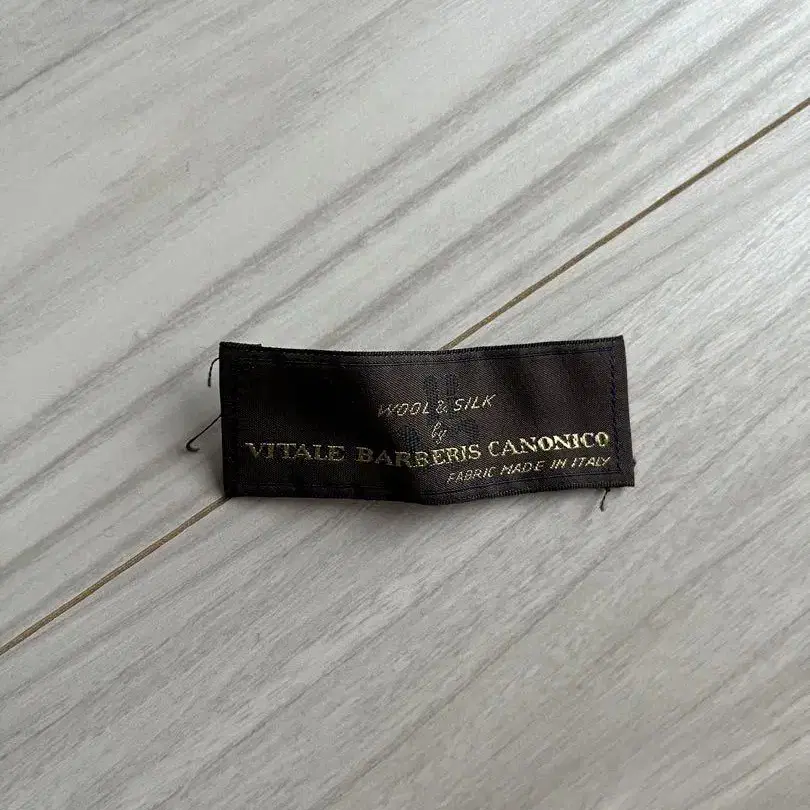 WOOL & SILK
by
VITALE BARBERIS CANONICO
FABRIC MADE IN ITALY